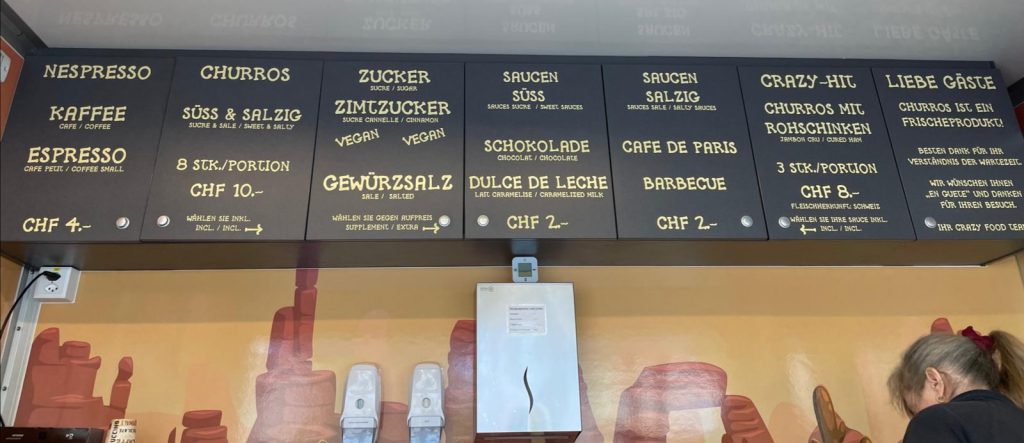 NESPRESSO
KAFFEE
CAFE / COFFEE
ESPRESSO
CAFE PETIT / COFFEE SMALL
CHF 4.-
CHURROS
SÜSS & SALZIG
SUCRE & SALE / SWEET & SALTY
8 STK./PORTION
CHF 10.-
WÄHLEN SIE INKL.
INCL. / INCL.
ZUCKER
SUCRE / SUGAR
ZIMTZUCKER
SUCRE CANNELLE / CINNAMON
VEGAN VEGAN
GEWÜRZSALZ
SALE / SALTED
WÄHLEN SIE GEGEN AUFPREIS
SUPPLEMENT / EXTRA
SAUCEN
SÜSS
SAUCES SUCRE / SWEET SAUCES
SCHOKOLADE
CHOCOLAT / CHOCOLATE
DULCE DE LECHE
LAIT CARAMELISE / CARAMELIZED MILK
CHF 2.-
SAUCEN
SALZIG
SAUCES SALE / SALTY SAUCES
CAFE DE PARIS
BARBECUE
CHF 2.-
CRAZY-HIT
CHURROS MIT
ROHSCHINKEN
JAMBON CRU / CURED HAM
3 STK./PORTION
CHF 8.-
FLEISCHHERKUNFT: SCHWEIZ
WÄHLEN SIE IHRE SAUCE INKL.
INCL. / INCL.
LIEBE GÄSTE
CHURROS IST EIN
FRISCHEPRODUKT!
BESTEN DANK FÜR IHR
VERSTÄNDNIS DER WARTEZEIT.
WIR WÜNSCHEN IHNEN
„EN GUETE" UND DANKEN
FÜR IHREN BESUCH.
IHR CRAZY FOOD TEAM